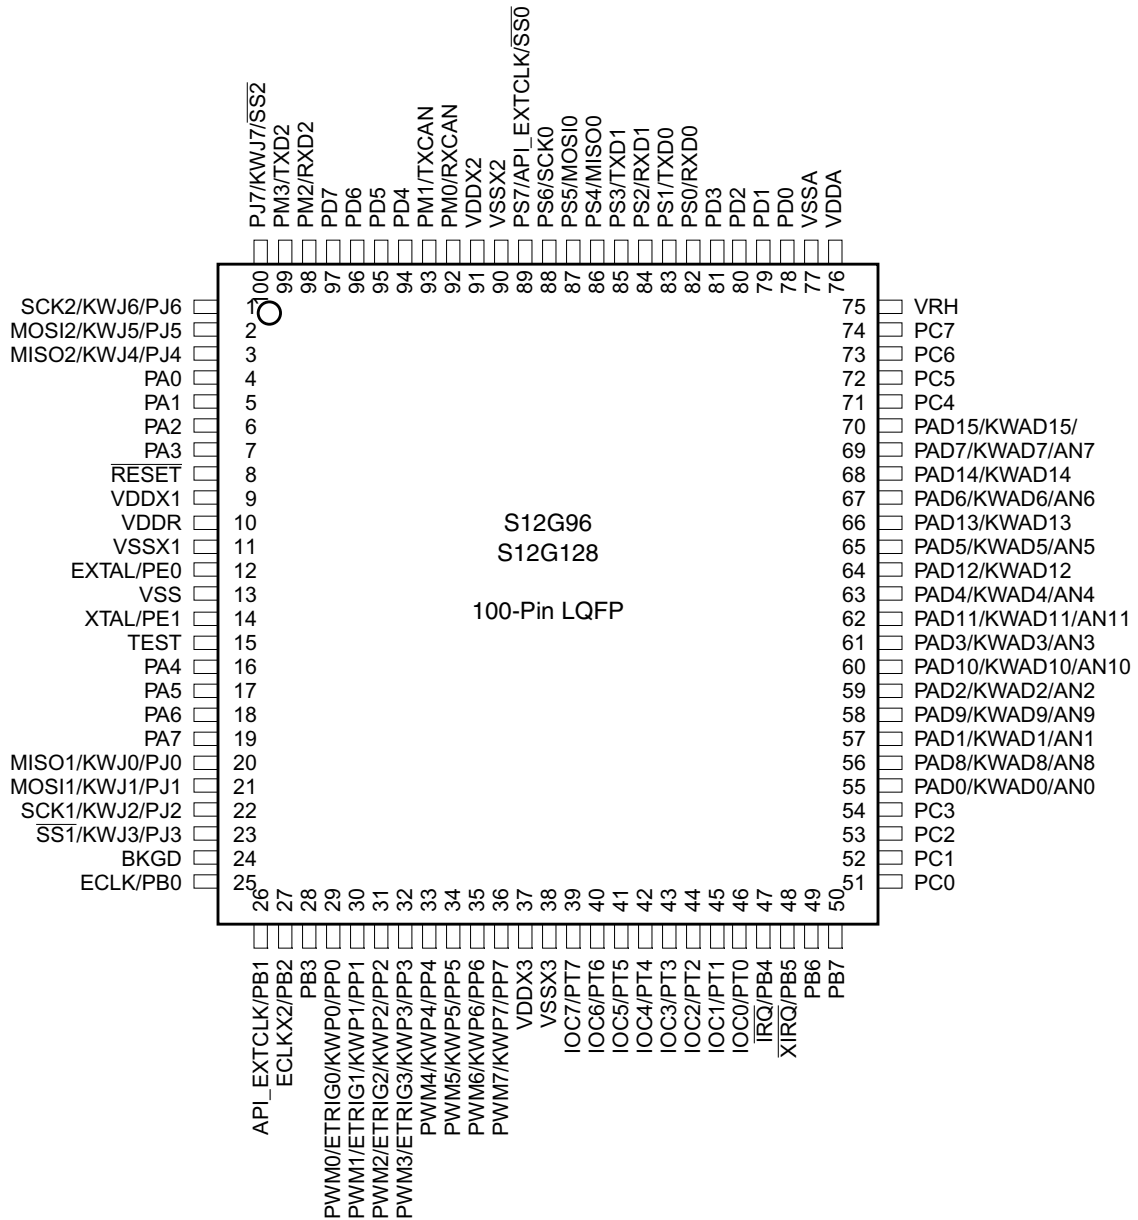 PJ7/KWJ7/SS2
PM3/TXD2
PM2/RXD2
PD7
PD6
PD5
PD4
PM1/TXCAN
PM0/RXCAN
VDDX2
VSSX2
PS7/API_EXTCLK/SS0
PS6/SCK0
PS5/MOSI0
PS4/MISO0
PS3/TXD1
PS2/RXD1
PS1/TXD0
PS0/RXD0
PD3
PD2
PD1
PD0
VSSA
VDDA
100
99
98
97
96
95
94
93
92
91
90
89
88
87
86
85
84
83
82
81
80
79
78
77
76
SCK2/KWJ6/PJ6 1
MOSI2/KWJ5/PJ5 2
MISO2/KWJ4/PJ4 3
PA0 4
PA1 5
PA2 6
PA3 7
RESET 8
VDDX1 9
VDDR 10
VSSX1 11
EXTAL/PE0 12
VSS 13
XTAL/PE1 14
TEST 15
PA4 16
PA5 17
PA6 18
PA7 19
MISO1/KWJ0/PJ0 20
MOSI1/KWJ1/PJ1 21
SCK1/KWJ2/PJ2 22
SS1/KWJ3/PJ3 23
BKGD 24
ECLK/PB0 25
S12G96
S12G128
100-Pin LQFP
75 VRH
74 PC7
73 PC6
72 PC5
71 PC4
70 PAD15/KWAD15/
69 PAD7/KWAD7/AN7
68 PAD14/KWAD14
67 PAD6/KWAD6/AN6
66 PAD13/KWAD13
65 PAD5/KWAD5/AN5
64 PAD12/KWAD12
63 PAD4/KWAD4/AN4
62 PAD11/KWAD11/AN11
61 PAD3/KWAD3/AN3
60 PAD10/KWAD10/AN10
59 PAD2/KWAD2/AN2
58 PAD9/KWAD9/AN9
57 PAD1/KWAD1/AN1
56 PAD8/KWAD8/AN8
55 PAD0/KWAD0/AN0
54 PC3
53 PC2
52 PC1
51 PC0
26
27
28
29
30
31
32
33
34
35
36
37
38
39
40
41
42
43
44
45
46
47
48
49
50
API_EXTCLK/PB1
ECLKX2/PB2
PB3
PWM0/ETRIG0/KWP0/PP0
PWM1/ETRIG1/KWP1/PP1
PWM2/ETRIG2/KWP2/PP2
PWM3/ETRIG3/KWP3/PP3
PWM4/KWP4/PP4
PWM5/KWP5/PP5
PWM6/KWP6/PP6
PWM7/KWP7/PP7
VDDX3
VSSX3
IOC7/PT7
IOC6/PT6
IOC5/PT5
IOC4/PT4
IOC3/PT3
IOC2/PT2
IOC1/PT1
IOC0/PT0
IRQ/PB4
XIRQ/PB5
PB6
PB7